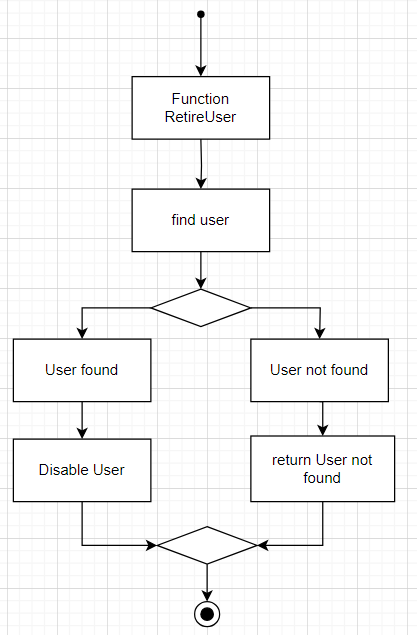 Function
RetireUser
find user
User found
User not found
Disable User
return User not
found